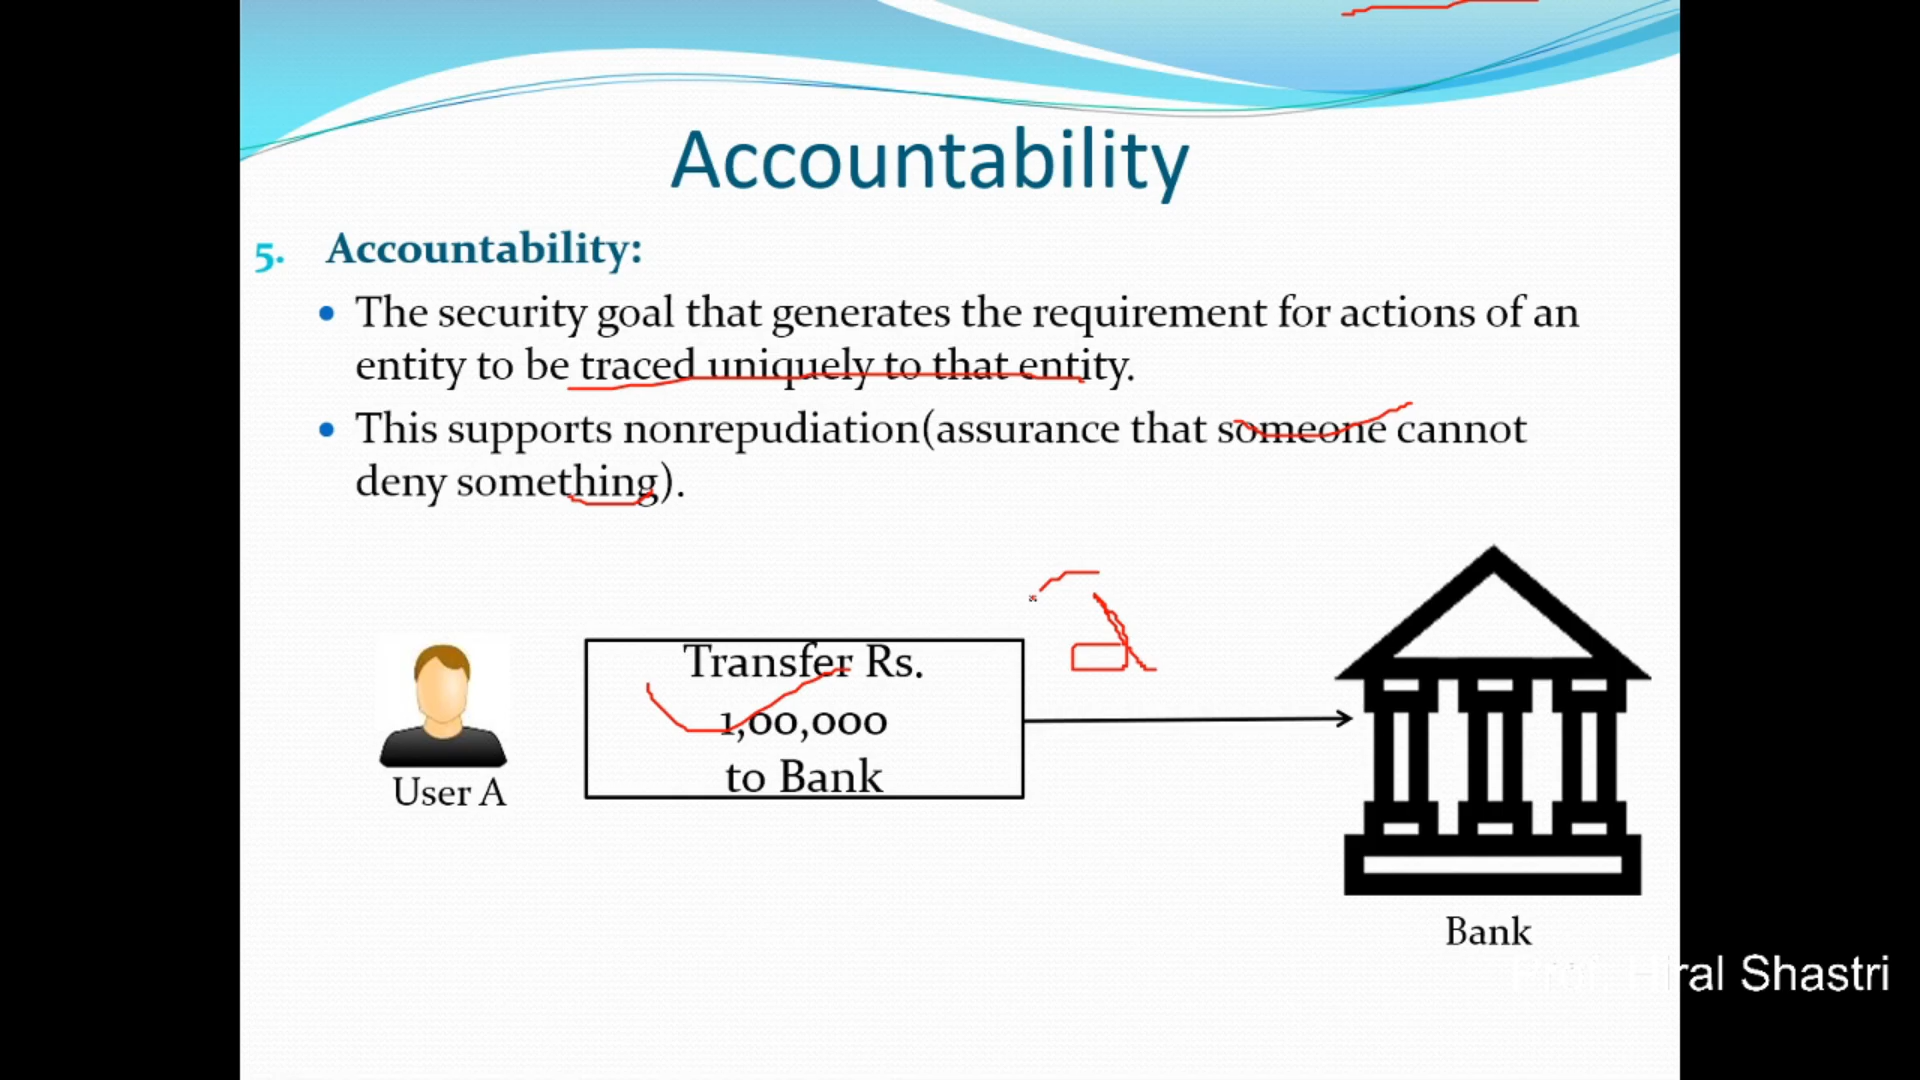 Accountability
5. Accountability:
• The security goal that generates the requirement for actions of an
entity to be traced uniquely to that entity.
• This supports nonrepudiation(assurance that someone cannot
deny something).
Transfer Rs.
1,00,000
to Bank
User A
Bank
Shastri